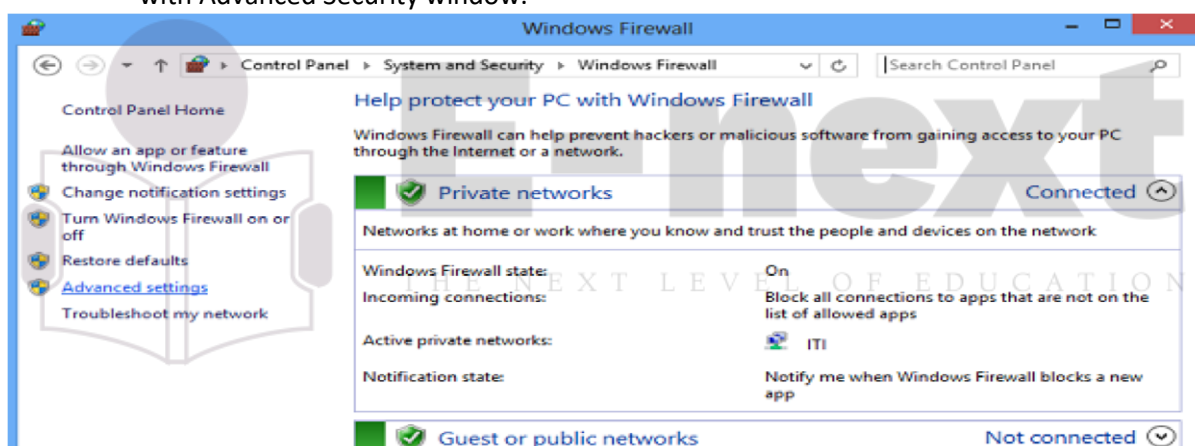 with Advanced Security window.
Windows Firewall
Control Panel ▸ System and Security ▸ Windows Firewall
Search Control Panel
Control Panel Home
Allow an app or feature
through Windows Firewall
Change notification settings
Turn Windows Firewall on or
off
Restore defaults
Advanced settings
Troubleshoot my network
Help protect your PC with Windows Firewall
Windows Firewall can help prevent hackers or malicious software from gaining access to your PC
through the Internet or a network.
Private networks
Connected
Networks at home or work where you know and trust the people and devices on the network
Windows Firewall state: On
Incoming connections: Block all connections to apps that are not on the
list of allowed apps
Active private networks: ITI
Notification state: Notify me when Windows Firewall blocks a new
app
Guest or public networks
Not connected
E-next
THE NEXT LEVEL OF EDUCATION